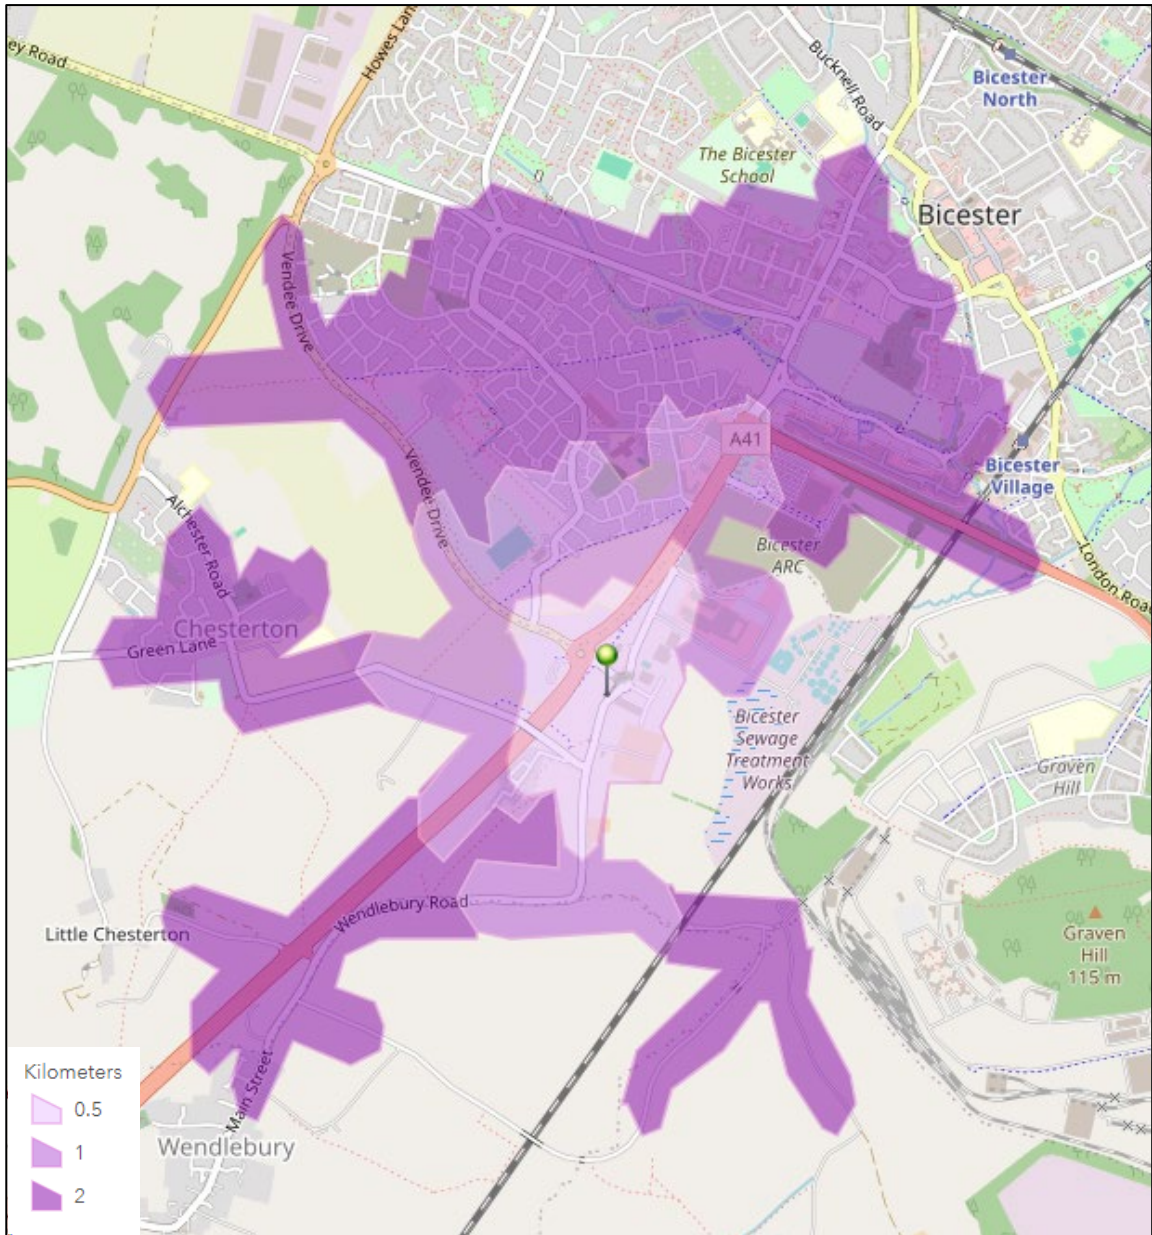 ey Road
Howes Lan
Bucknell Road
Bicester
North
The Bicester
School
Bicester
Vendee Drive
A41
P
Bicester
Village
Vendee Drive
Alchester Road
Bicester
ARC
London Road
Chesterton
Green Lane
Bicester
Sewage
Treatment
Works
Graven
Hill
Wendlebury Road
Little Chesterton
Graven
Hill
115 m
Main Street
Wendlebury
Kilometers
0.5
1
2